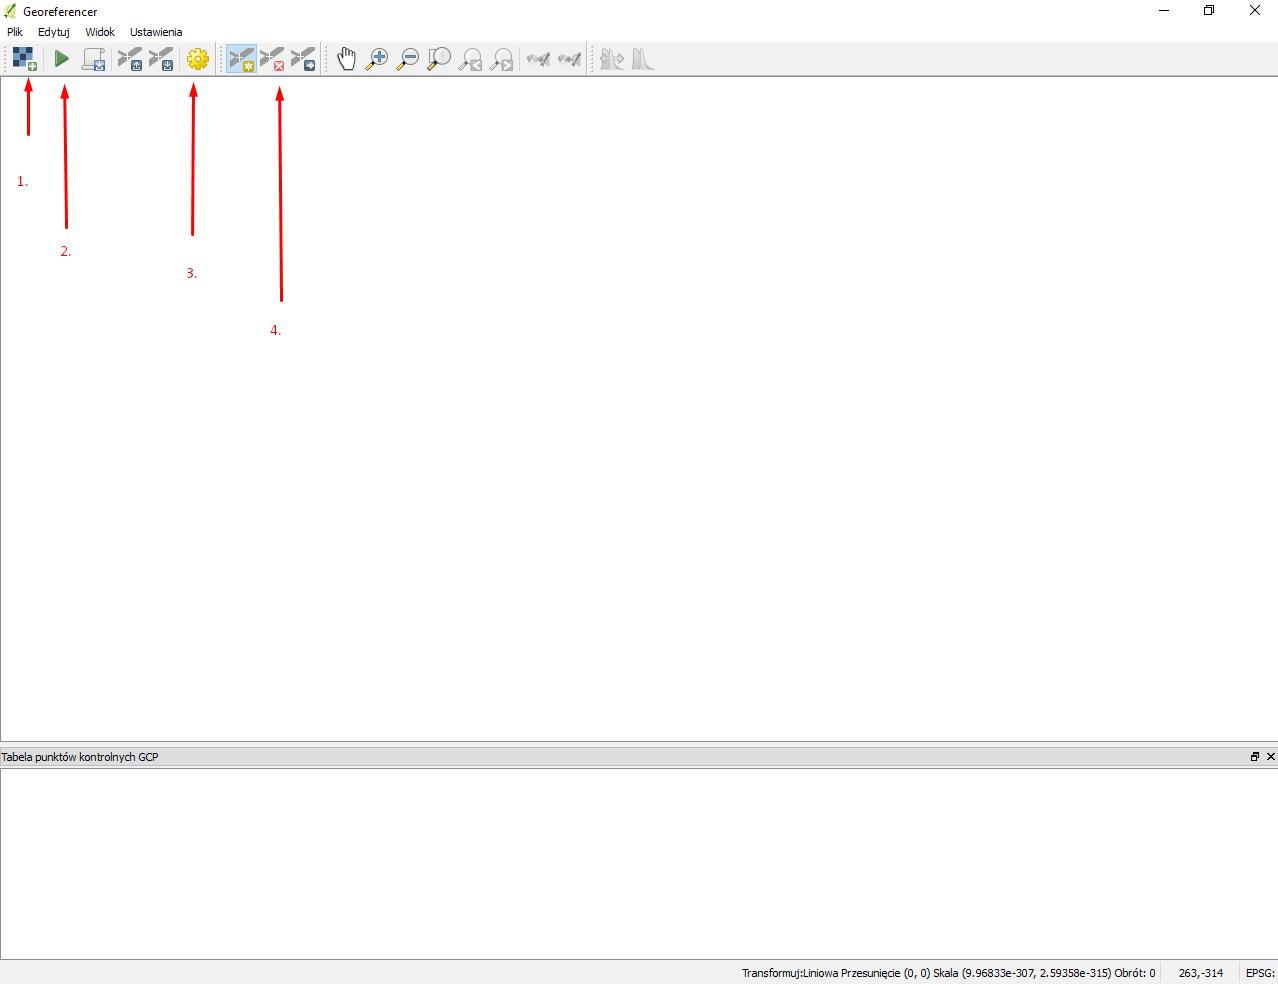 Georeferencer
Plik Edytuj Widok Ustawienia
1.
2.
3.
4.
Tabela punktów kontrolnych GCP
Transformuj:Liniowa Przesunięcie (0, 0) Skala (9.96833e-307, 2.59358e-315) Obrót: 0 263,-314 EPSG: